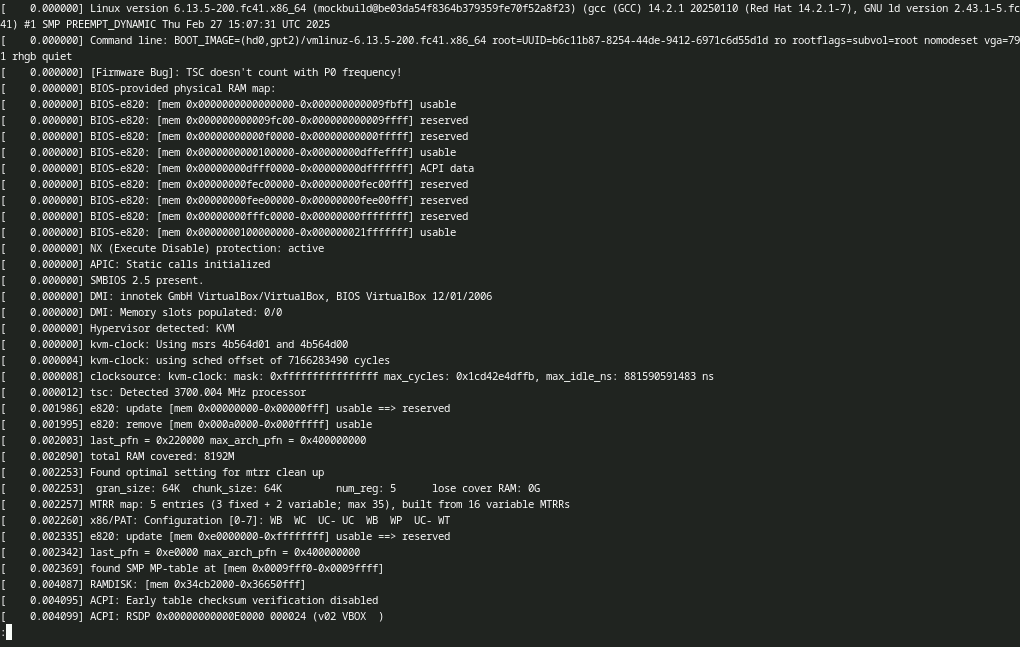 [    0.000000] Linux version 6.13.5-200.fc41.x86_64 (mockbuild@be03da54f8364b379359fe70f52a8f23) (gcc (GCC) 14.2.1 20250110 (Red Hat 14.2.1-7), GNU ld version 2.43.1-5.fc
41) #1 SMP PREEMPT_DYNAMIC Thu Feb 27 15:07:31 UTC 2025
[    0.000000] Command line: BOOT_IMAGE=(hd0,gpt2)/vmlinuz-6.13.5-200.fc41.x86_64 root=UUID=b6c11b87-8254-44de-9412-6971c6d55d1d ro rootflags=subvol=root nomodeset vga=79
1 rhgb quiet
[    0.000000] [Firmware Bug]: TSC doesn't count with P0 frequency!
[    0.000000] BIOS-provided physical RAM map:
[    0.000000] BIOS-e820: [mem 0x0000000000000000-0x000000000009fbff] usable
[    0.000000] BIOS-e820: [mem 0x000000000009fc00-0x000000000009ffff] reserved
[    0.000000] BIOS-e820: [mem 0x00000000000f0000-0x00000000000fffff] reserved
[    0.000000] BIOS-e820: [mem 0x0000000000100000-0x00000000dffeffff] usable
[    0.000000] BIOS-e820: [mem 0x00000000dfff0000-0x00000000dfffffff] ACPI data
[    0.000000] BIOS-e820: [mem 0x00000000fec00000-0x00000000fec00fff] reserved
[    0.000000] BIOS-e820: [mem 0x00000000fee00000-0x00000000fee00fff] reserved
[    0.000000] BIOS-e820: [mem 0x00000000fffc0000-0x00000000ffffffff] reserved
[    0.000000] BIOS-e820: [mem 0x0000000100000000-0x000000021fffffff] usable
[    0.000000] NX (Execute Disable) protection: active
[    0.000000] APIC: Static calls initialized
[    0.000000] SMBIOS 2.5 present.
[    0.000000] DMI: innotek GmbH VirtualBox/VirtualBox, BIOS VirtualBox 12/01/2006
[    0.000000] DMI: Memory slots populated: 0/0
[    0.000000] Hypervisor detected: KVM
[    0.000000] kvm-clock: Using msrs 4b564d01 and 4b564d00
[    0.000004] kvm-clock: using sched offset of 7166283490 cycles
[    0.000008] clocksource: kvm-clock: mask: 0xffffffffffffffff max_cycles: 0x1cd42e4dffb, max_idle_ns: 881590591483 ns
[    0.000012] tsc: Detected 3700.004 MHz processor
[    0.001986] e820: update [mem 0x00000000-0x00000fff] usable ==> reserved
[    0.001995] e820: remove [mem 0x000a0000-0x000fffff] usable
[    0.002003] last_pfn = 0x220000 max_arch_pfn = 0x400000000
[    0.002090] total RAM covered: 8192M
[    0.002253] Found optimal setting for mtrr clean up
[    0.002253]  gran_size: 64K  chunk_size: 64K         num_reg: 5      lose cover RAM: 0G
[    0.002257] MTRR map: 5 entries (3 fixed + 2 variable; max 35), built from 16 variable MTRRs
[    0.002260] x86/PAT: Configuration [0-7]: WB  WC  UC- UC  WB  WP  UC- WT
[    0.002335] e820: update [mem 0xe0000000-0xffffffff] usable ==> reserved
[    0.002342] last_pfn = 0xe0000 max_arch_pfn = 0x400000000
[    0.002369] found SMP MP-table at [mem 0x0009fff0-0x0009ffff]
[    0.004087] RAMDISK: [mem 0x34cb2000-0x36650fff]
[    0.004095] ACPI: Early table checksum verification disabled
[    0.004099] ACPI: RSDP 0x00000000000E0000 000024 (v02 VBOX  )
: